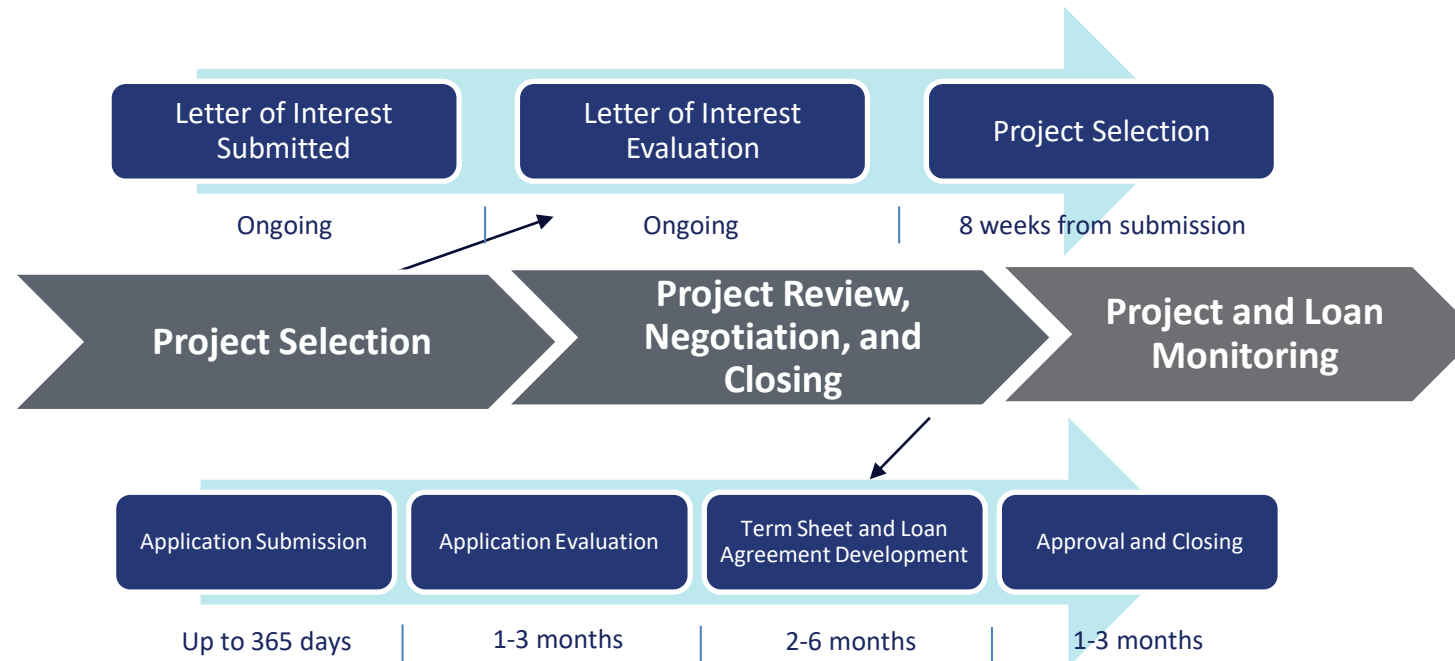 Letter of Interest
Submitted
Letter of Interest
Evaluation
Project Selection
Ongoing
Ongoing
8 weeks from submission
Project Selection
Project Review,
Negotiation, and
Closing
Project and Loan
Monitoring
Application Submission
Application Evaluation
Term Sheet and Loan
Agreement Development
Approval and Closing
Up to 365 days
1-3 months
2-6 months
1-3 months